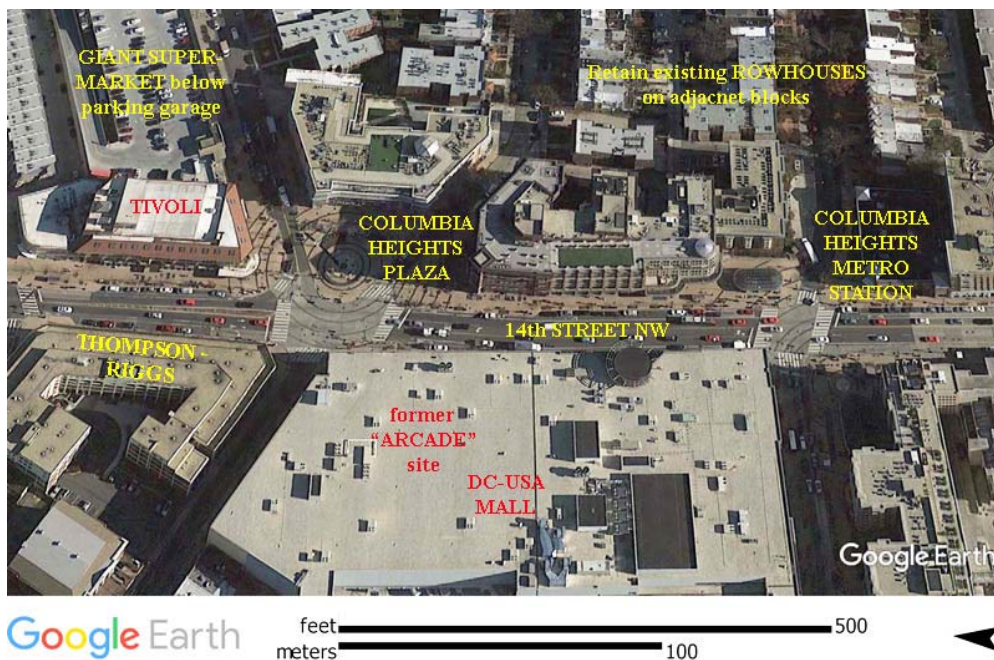 GIANT SUPER-
MARKET below
parking garage
Retain existing ROWHOUSES
on adjacnet blocks
TIVOLI
COLUMBIA
HEIGHTS
PLAZA
COLUMBIA
HEIGHTS
METRO
STATION
14th STREET NW
THOMPSON -
RIGGS
former
“ARCADE”
site
DC-USA
MALL
Google Earth
Google Earth
feet 500
meters 100